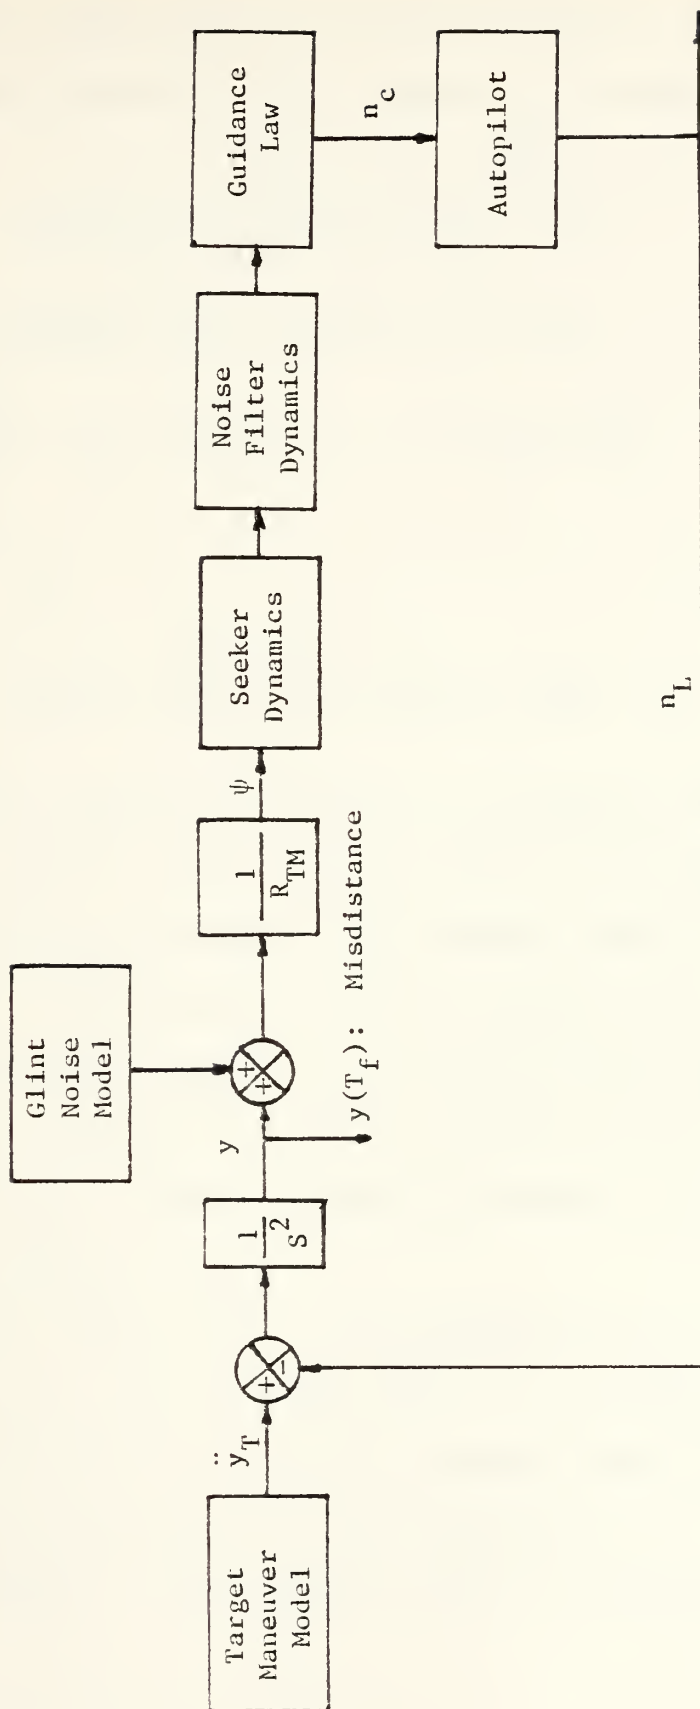 Glint
Noise
Model
Target
Maneuver
Model
ÿ_T
+
−
1
S²
y
y(T_f): Misdistance
+
+
1
R_TM
ψ
Seeker
Dynamics
Noise
Filter
Dynamics
Guidance
Law
n_c
Autopilot
n_L